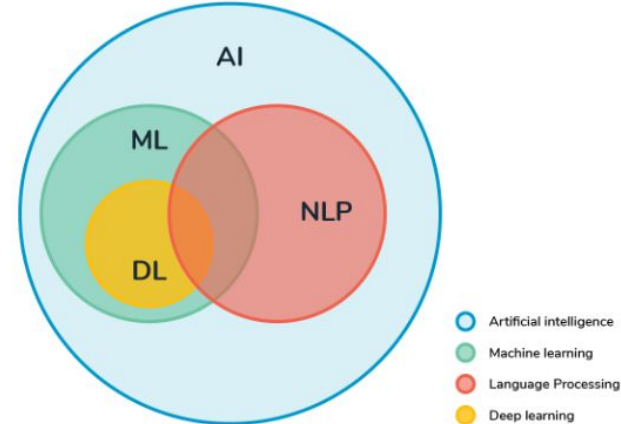 AI
ML
NLP
DL
Artificial intelligence
Machine learning
Language Processing
Deep learning